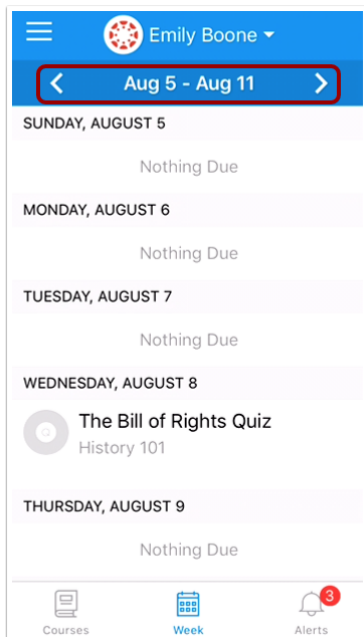 Emily Boone
Aug 5 - Aug 11
SUNDAY, AUGUST 5
Nothing Due
MONDAY, AUGUST 6
Nothing Due
TUESDAY, AUGUST 7
Nothing Due
WEDNESDAY, AUGUST 8
The Bill of Rights Quiz
History 101
THURSDAY, AUGUST 9
Nothing Due
3
Courses Week Alerts